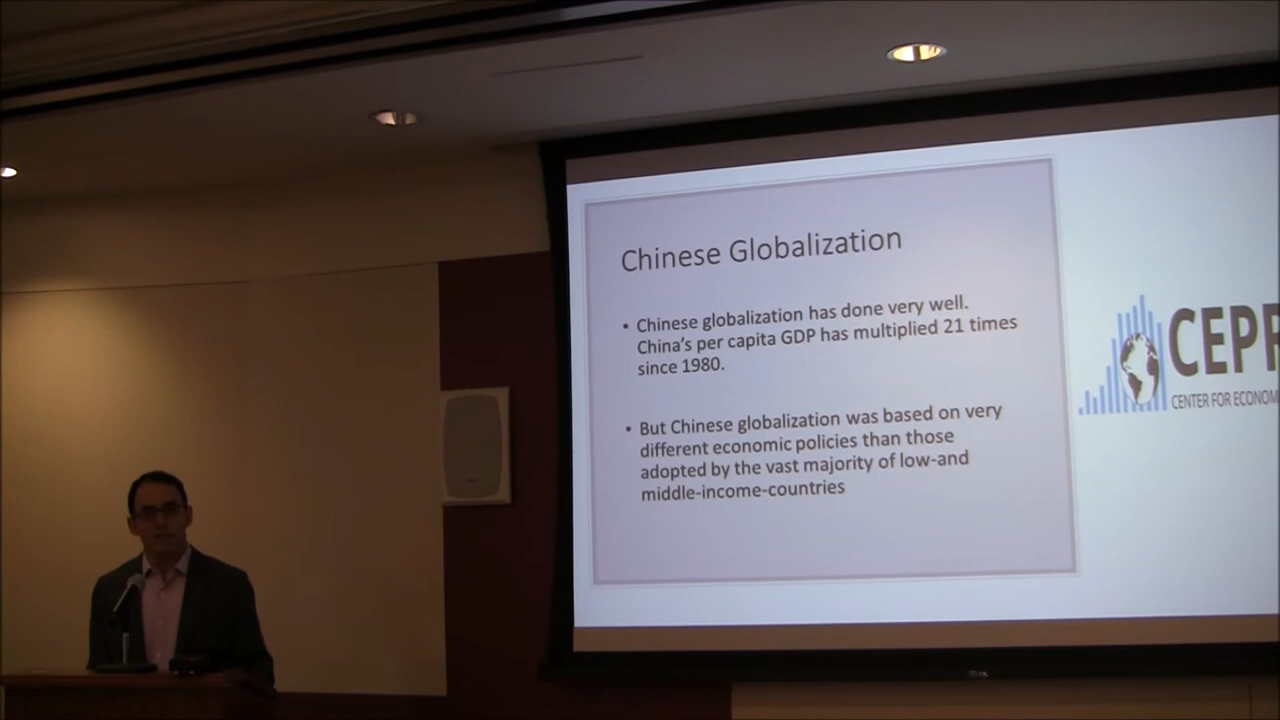 Chinese Globalization
• Chinese globalization has done very well.
China's per capita GDP has multiplied 21 times
since 1980.
• But Chinese globalization was based on very
different economic policies than those
adopted by the vast majority of low-and
middle-income-countries
CEPR
CENTER FOR ECONOM